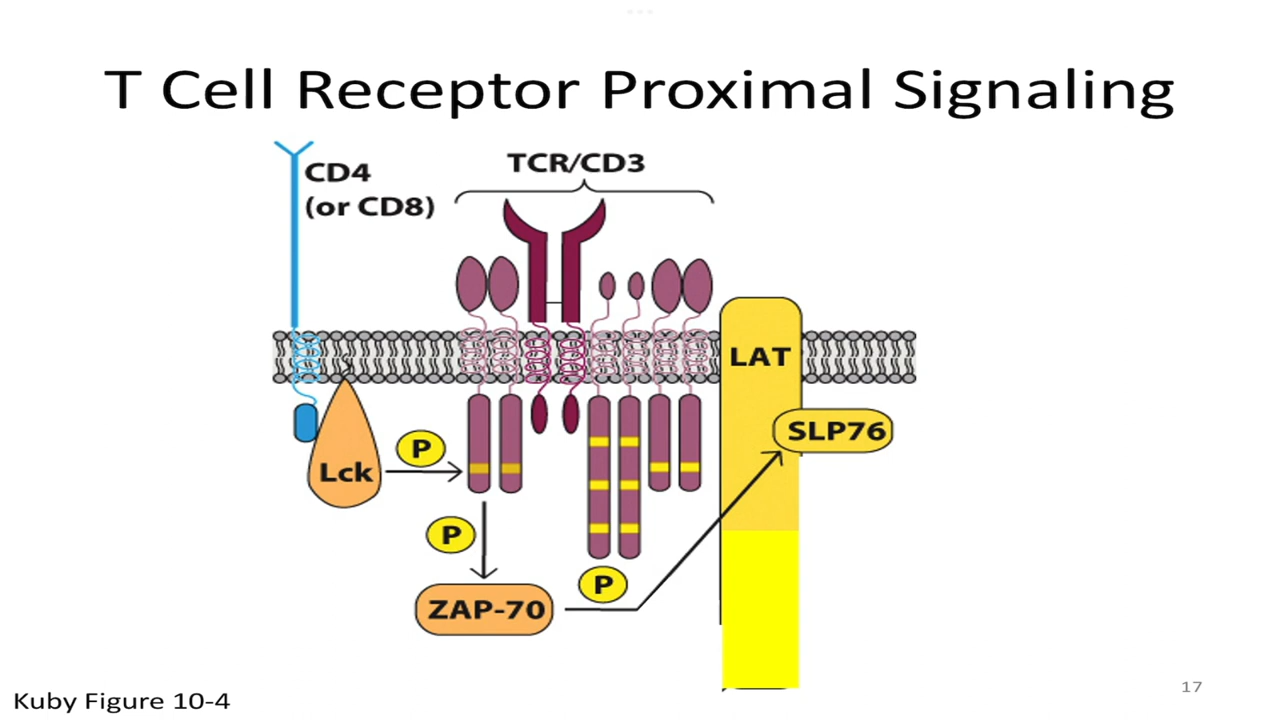 T Cell Receptor Proximal Signaling
CD4
(or CD8)
TCR/CD3
LAT
SLP76
P
Lck
P
P
ZAP-70
Kuby Figure 10-4
17